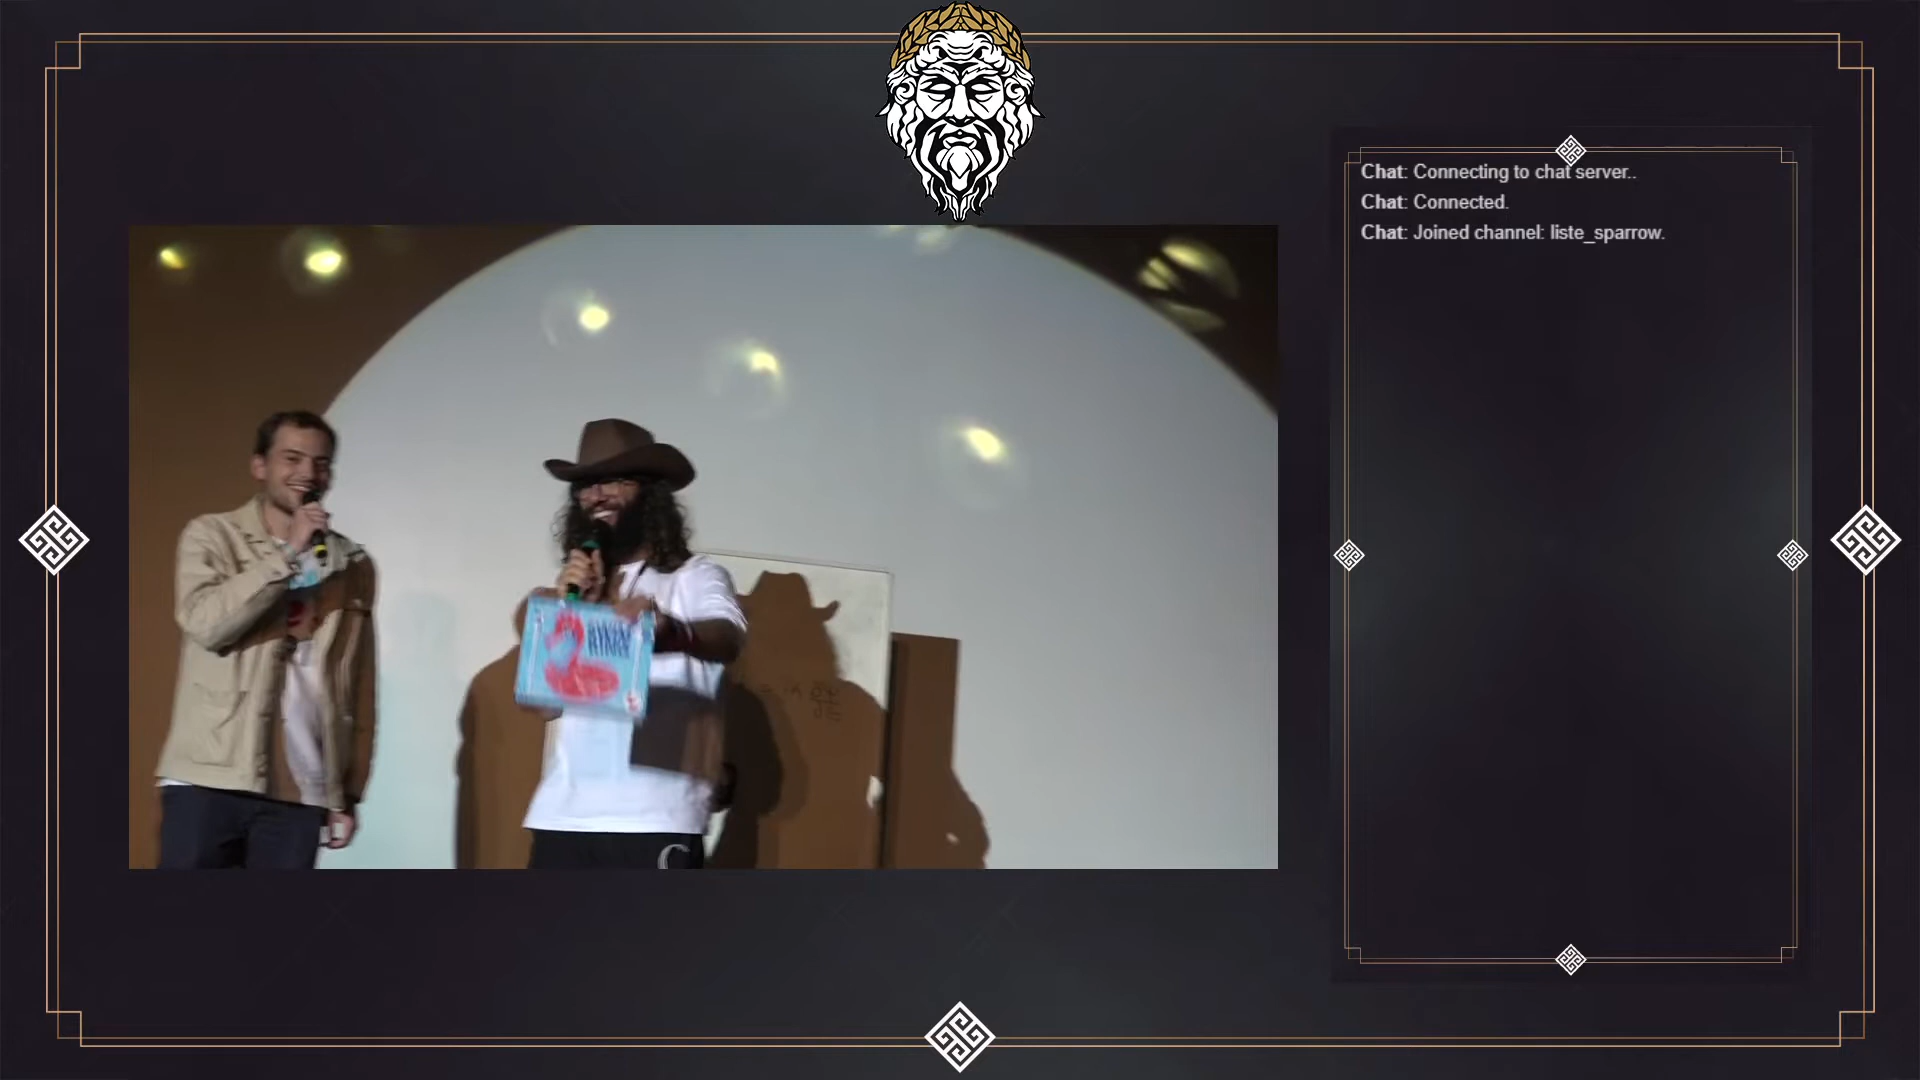 Chat: Connecting to chat server..
Chat: Connected.
Chat: Joined channel: liste_sparrow.